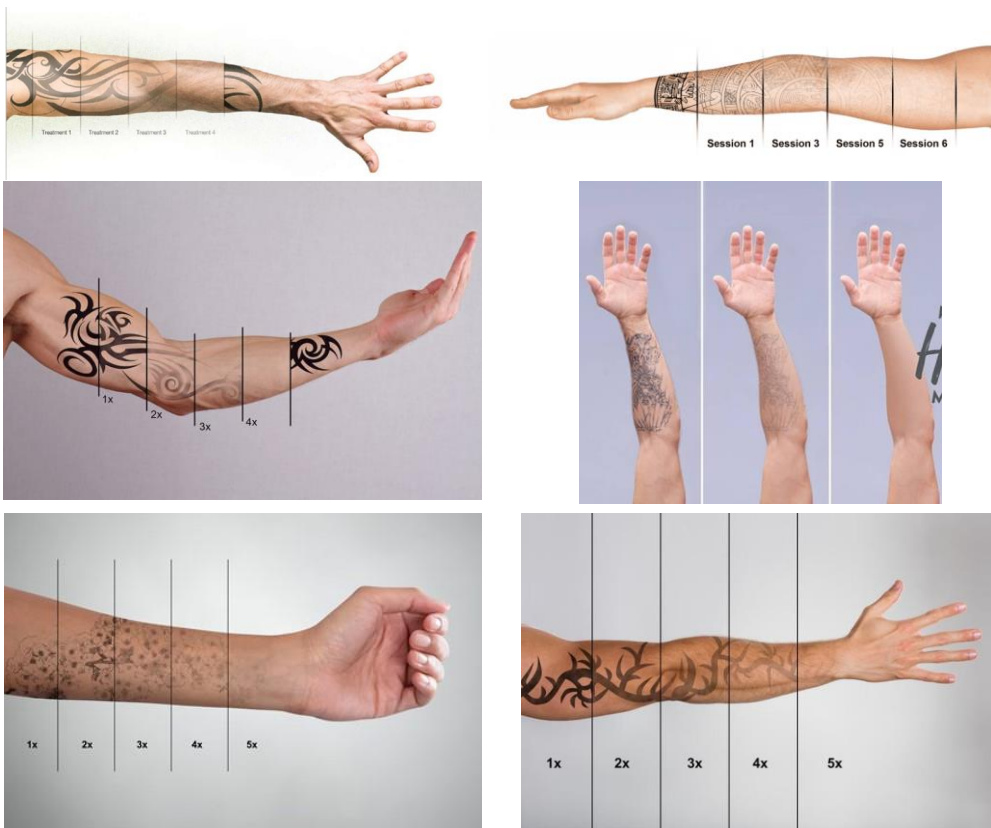 Treatment 1 Treatment 2 Treatment 3 Treatment 4
Session 1 Session 3 Session 5 Session 6
1x
2x
3x
4x
1x 2x 3x 4x 5x
1x 2x 3x 4x 5x